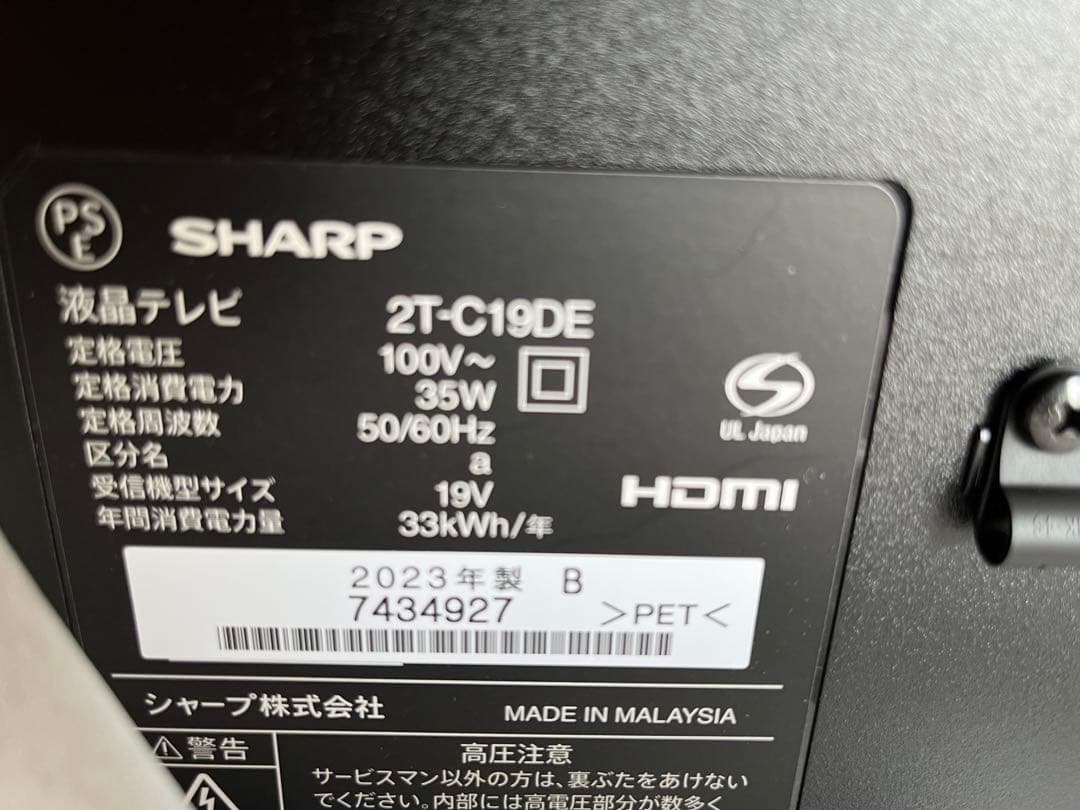 PSE
SHARP
液晶テレビ 2T-C19DE
定格電圧 100V~
定格消費電力 35W
定格周波数 50/60Hz
区分名 a
受信機型サイズ 19V
年間消費電力量 33kWh/年
UL Japan
HDMI
2023年製 B
7434927 >PET<
シャープ株式会社 MADE IN MALAYSIA
警告 高圧注意
サービスマン以外の方は、裏ぶたをあけない
でください。内部には高電圧部分が数多く